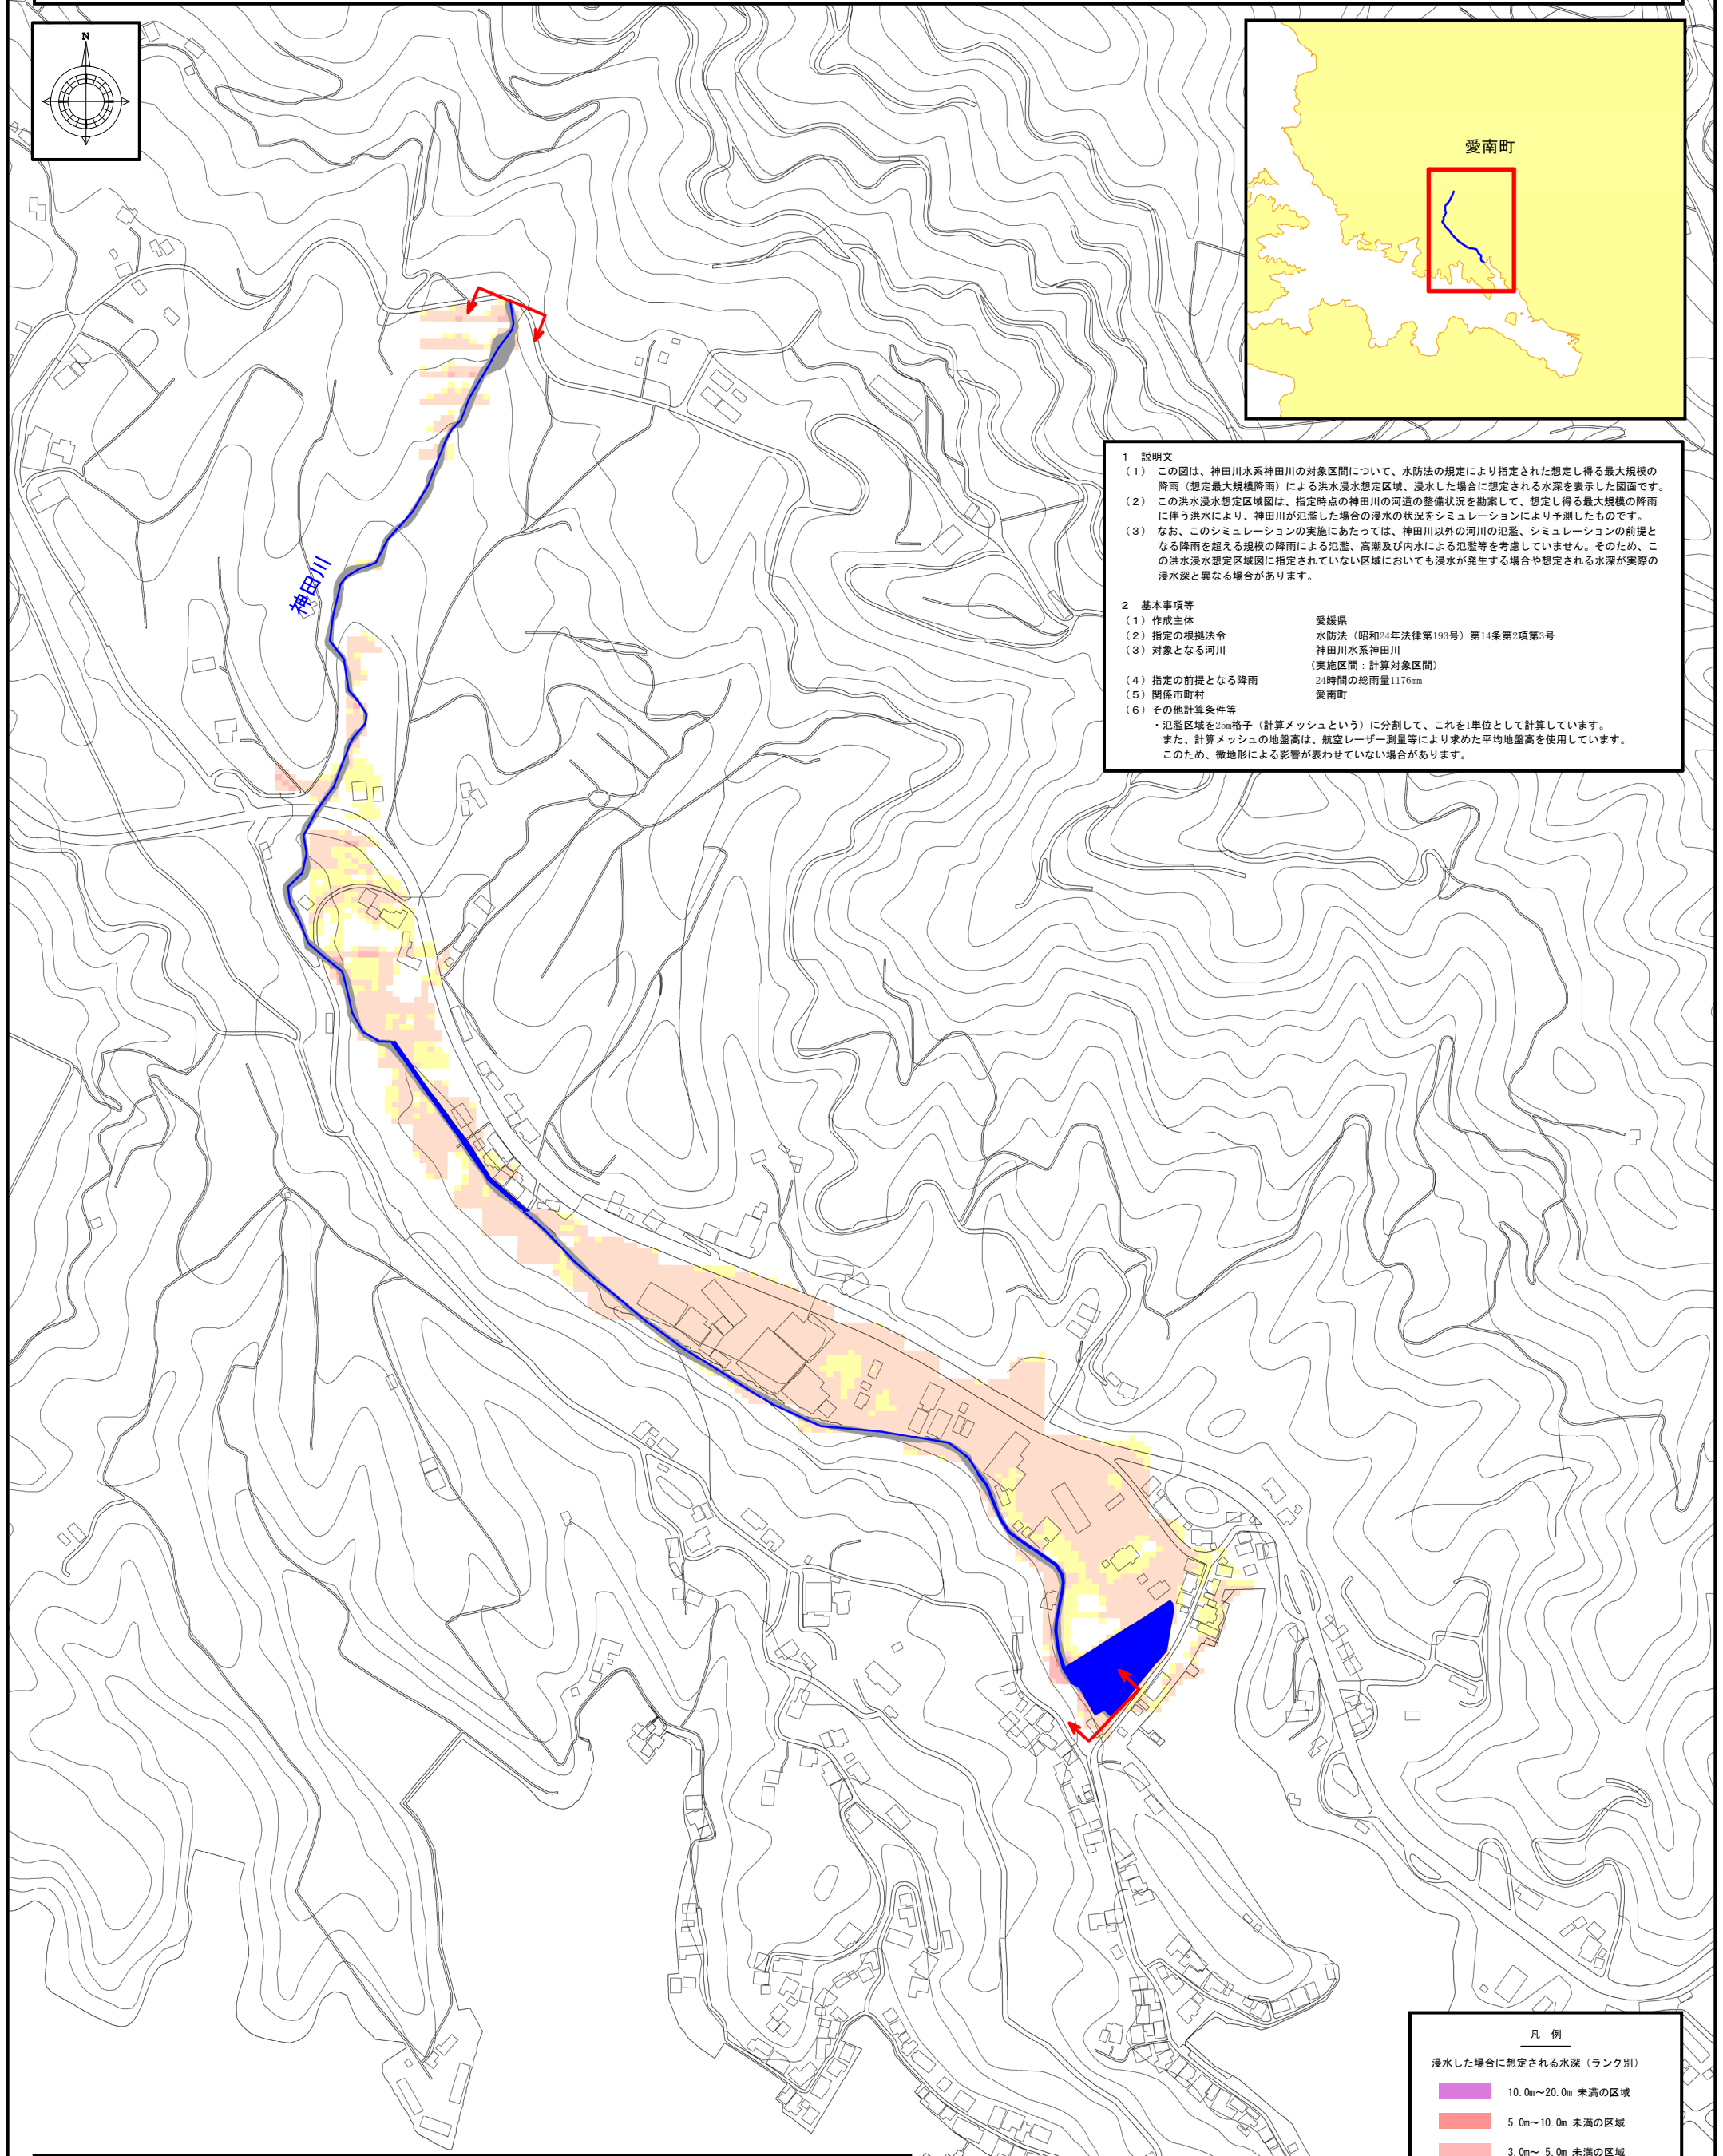 N
愛南町
神田川
1 説明文
（1） この図は、神田川水系神田川の対象区間について、水防法の規定により指定された想定し得る最大規模の
降雨（想定最大規模降雨）による洪水浸水想定区域、浸水した場合に想定される水深を表示した図面です。
（2） この洪水浸水想定区域図は、指定時点の神田川の河道の整備状況を勘案して、想定し得る最大規模の降雨
に伴う洪水により、神田川が氾濫した場合の浸水の状況をシミュレーションにより予測したものです。
（3） なお、このシミュレーションの実施にあたっては、神田川以外の河川の氾濫、シミュレーションの前提と
なる降雨を超える規模の降雨による氾濫、高潮及び内水による氾濫等を考慮していません。そのため、こ
の洪水浸水想定区域図に指定されていない区域においても浸水が発生する場合や想定される水深が実際の
浸水深と異なる場合があります。
2 基本事項等
（1）作成主体 愛媛県
（2）指定の根拠法令 水防法（昭和24年法律第193号）第14条第2項第3号
（3）対象となる河川 神田川水系神田川
（実施区間：計算対象区間）
（4）指定の前提となる降雨 24時間の総雨量1176mm
（5）関係市町村 愛南町
（6）その他計算条件等
・氾濫区域を25m格子（計算メッシュという）に分割して、これを1単位として計算しています。
また、計算メッシュの地盤高は、航空レーザー測量等により求めた平均地盤高を使用しています。
このため、微地形による影響が表わせていない場合があります。
凡 例
浸水した場合に想定される水深（ランク別）
10.0m～20.0m 未満の区域
5.0m～10.0m 未満の区域
3.0m～ 5.0m 未満の区域